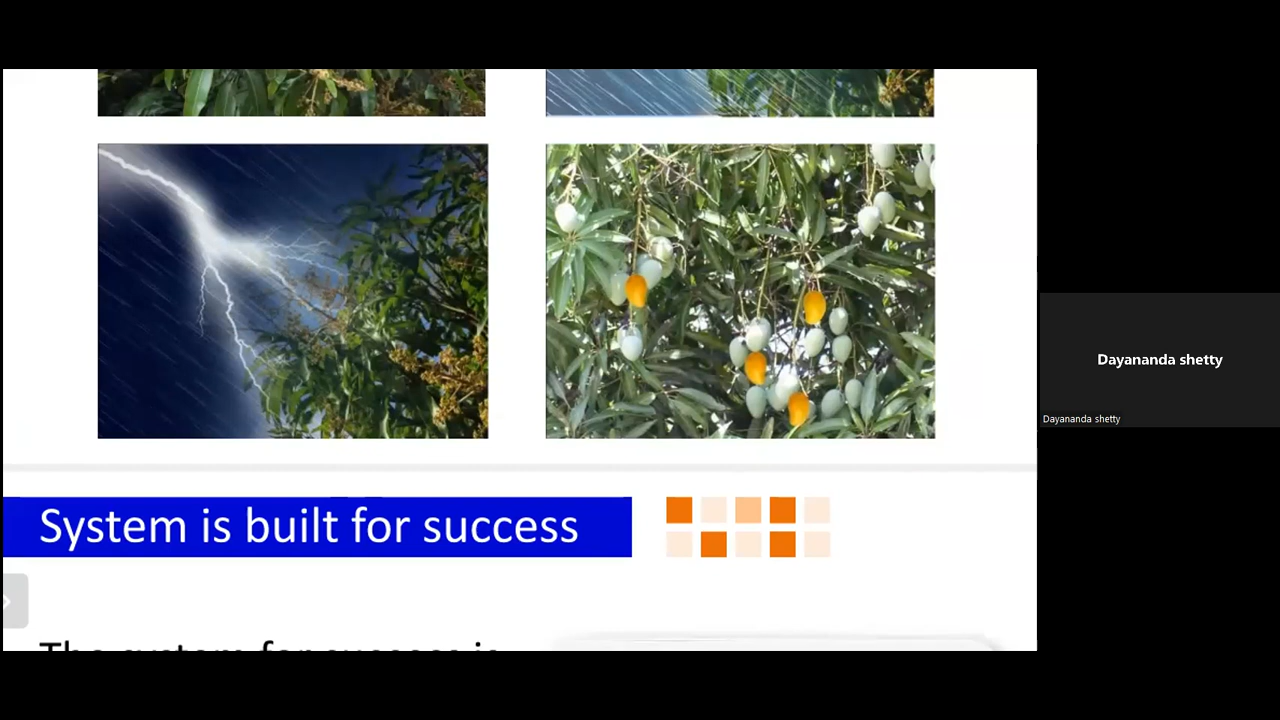 Dayananda shetty
Dayananda shetty
System is built for success
The system for success is